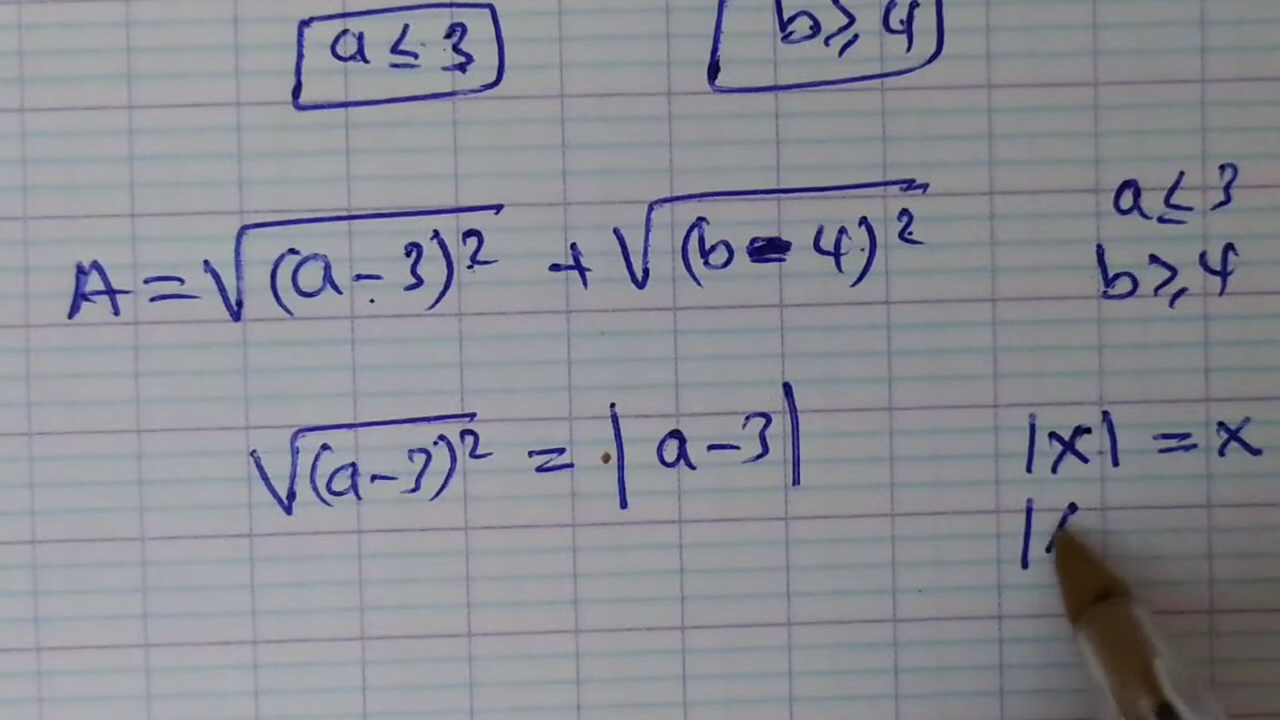 a ≤ 3 b ≥ 4
A = √(a - 3)² + √(b - 4)²
a ≤ 3
b ≥ 4
√(a-3)² = |a-3|
|x| = x
|